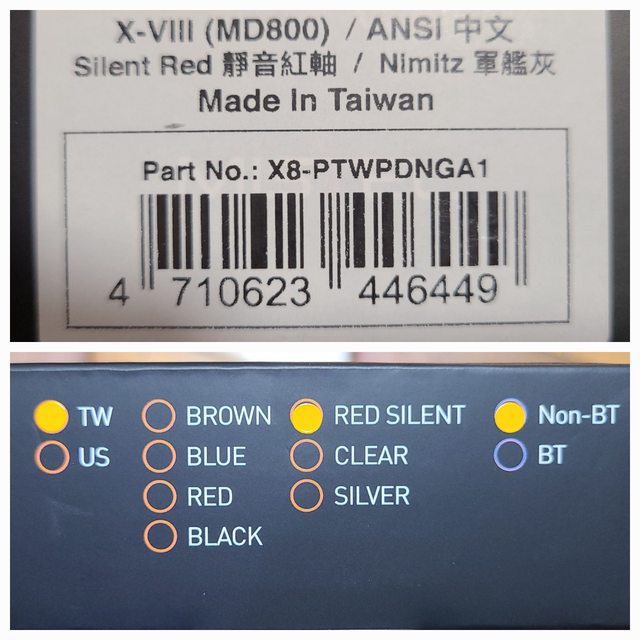 X-VIII (MD800) / ANSI 中文
Silent Red 靜音紅軸 / Nimitz 軍艦灰
Made In Taiwan
Part No.: X8-PTWPDNGA1
4 710623 446449
TW BROWN RED SILENT Non-BT
US BLUE CLEAR BT
RED SILVER
BLACK